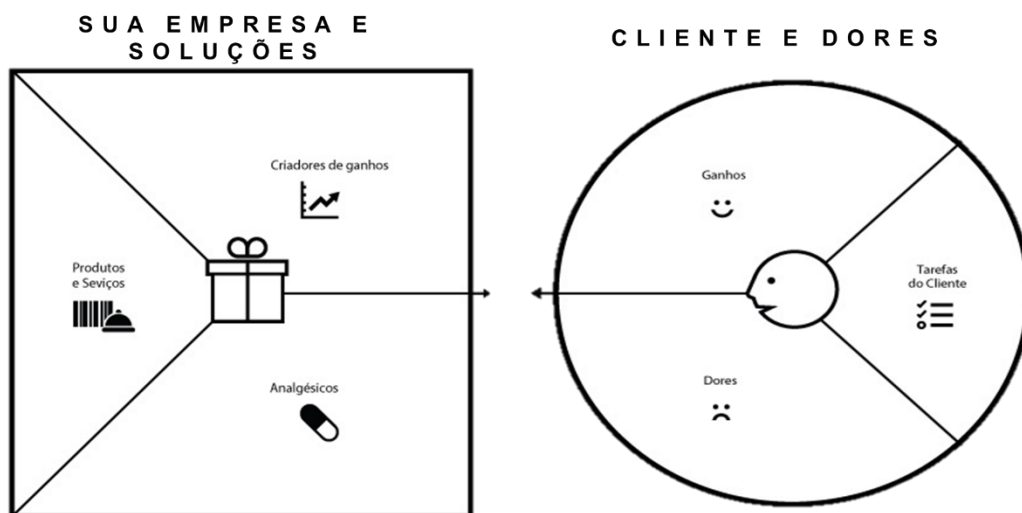 SUA EMPRESA E
SOLUÇÕES
CLIENTE E DORES
Criadores de ganhos
Produtos
e Seviços
Analgésicos
Ganhos
Tarefas
do Cliente
Dores